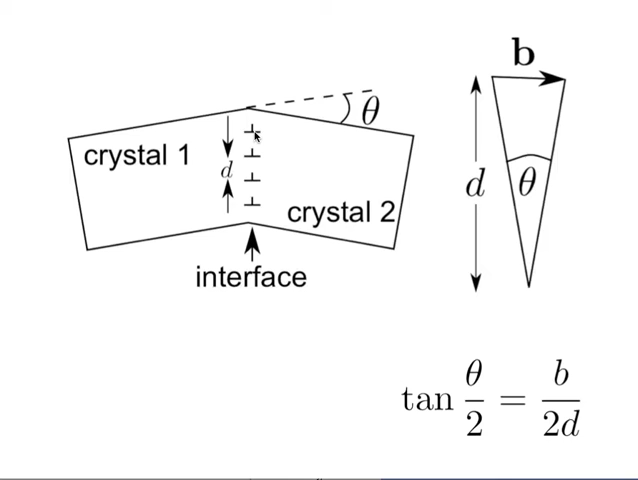 b
θ
crystal 1
d
d
θ
crystal 2
interface
tan θ/2 = b/2d